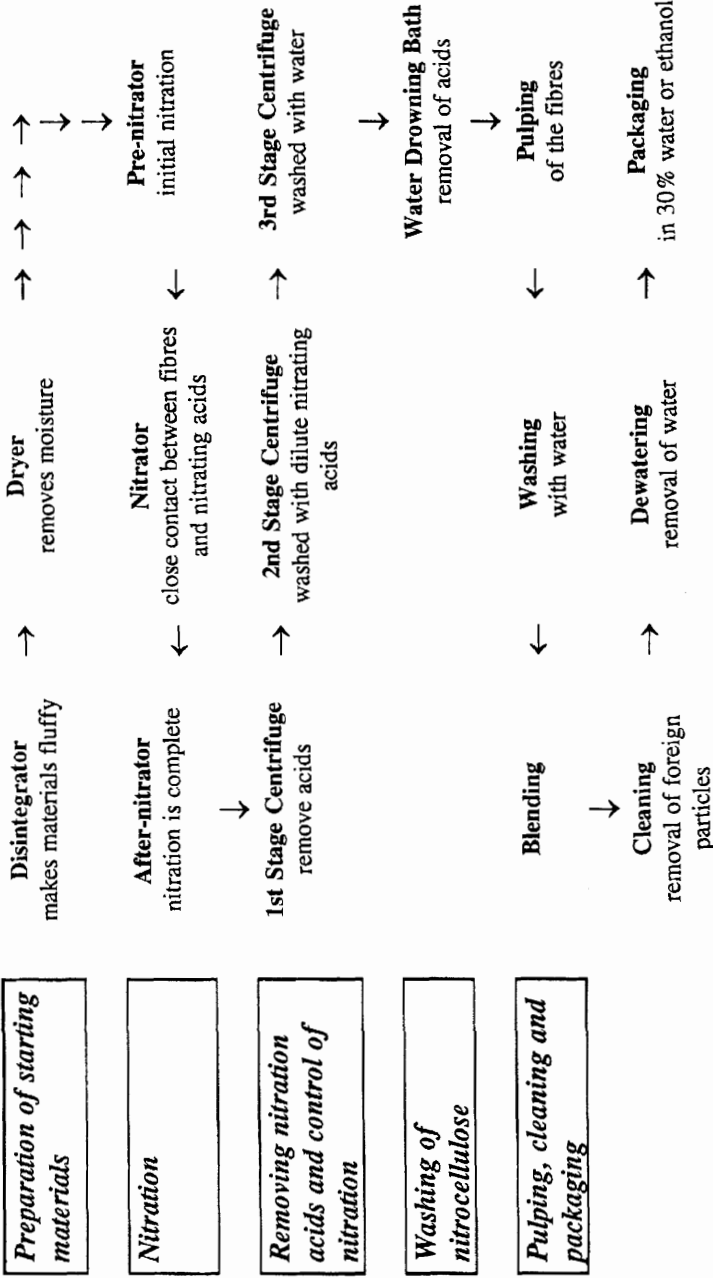 Preparation of starting
materials
Disintegrator
makes materials fluffy
→
Dryer
removes moisture
→ → → →
↓
↓
Nitration
Pre-nitrator
initial nitration
←
Nitrator
close contact between fibres
and nitrating acids
←
After-nitrator
nitration is complete
↓
Removing nitration
acids and control of
nitration
1st Stage Centrifuge
remove acids
→
2nd Stage Centrifuge
washed with dilute nitrating
acids
→
3rd Stage Centrifuge
washed with water
↓
Washing of
nitrocellulose
Water Drowning Bath
removal of acids
↓
Pulping, cleaning and
packaging
Pulping
of the fibres
←
Washing
with water
←
Blending
↓
Cleaning
removal of foreign
particles
→
Dewatering
removal of water
→
Packaging
in 30% water or ethanol